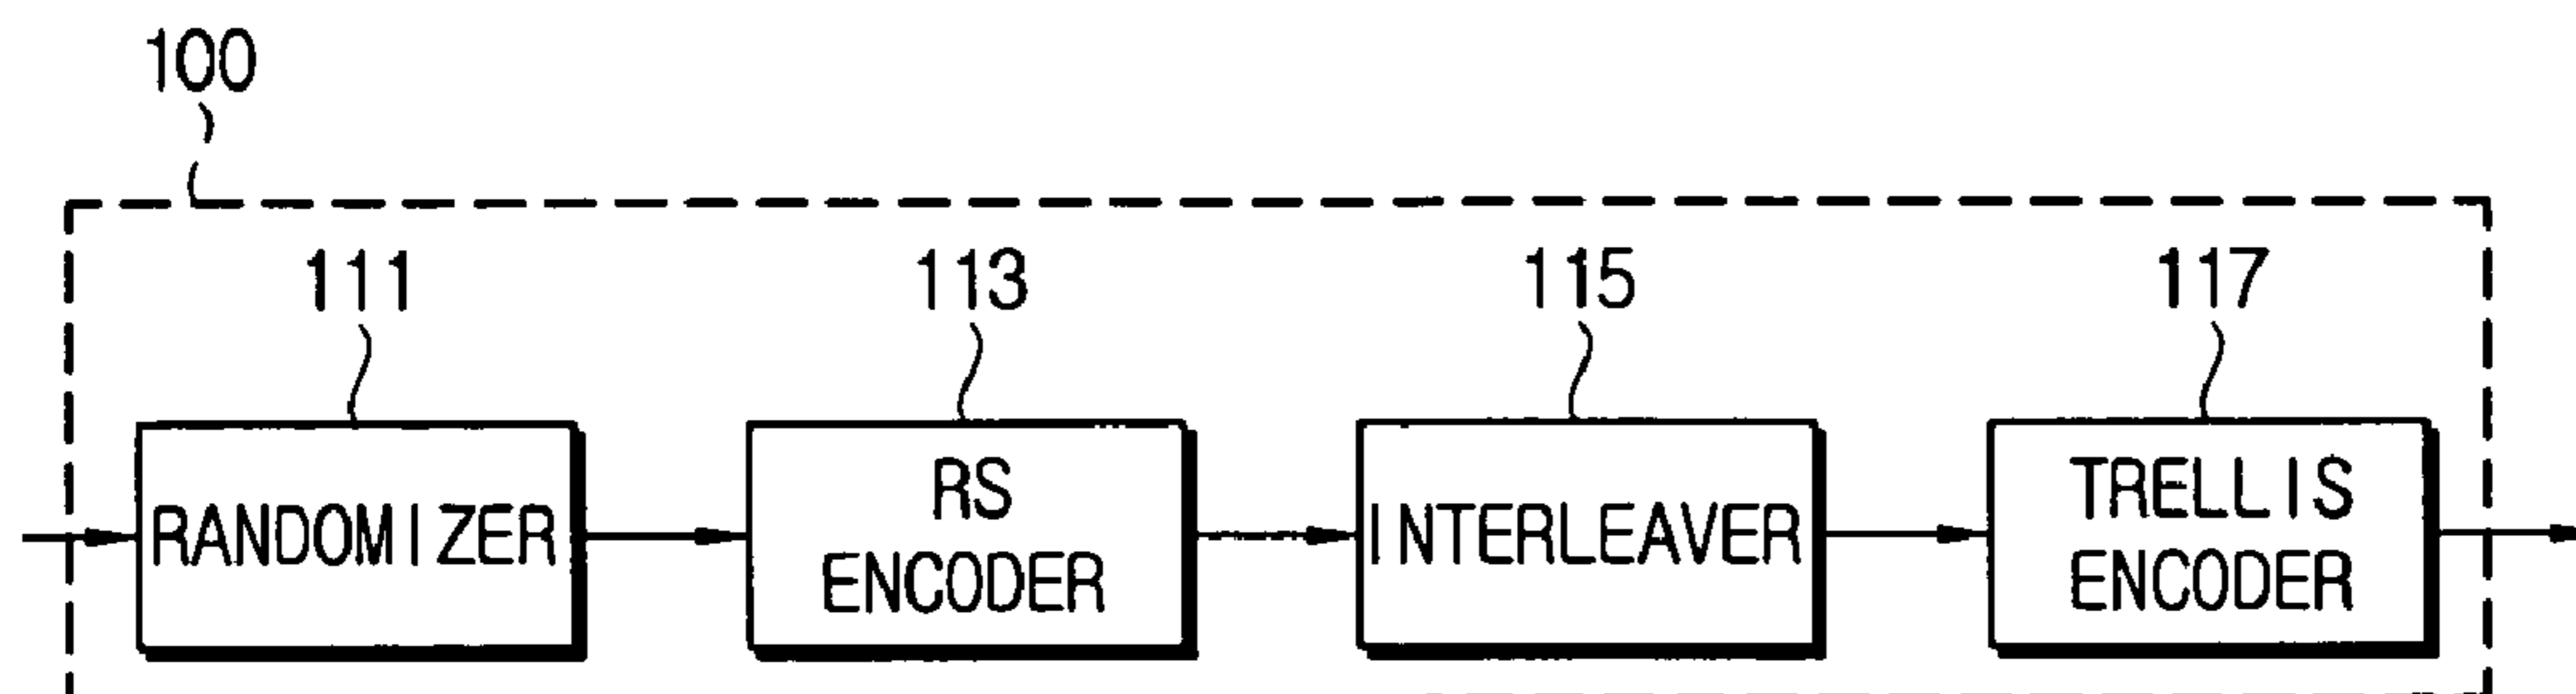 100
111
113
115
117
RANDOMIZER
RS
ENCODER
INTERLEAVER
TRELLIS
ENCODER